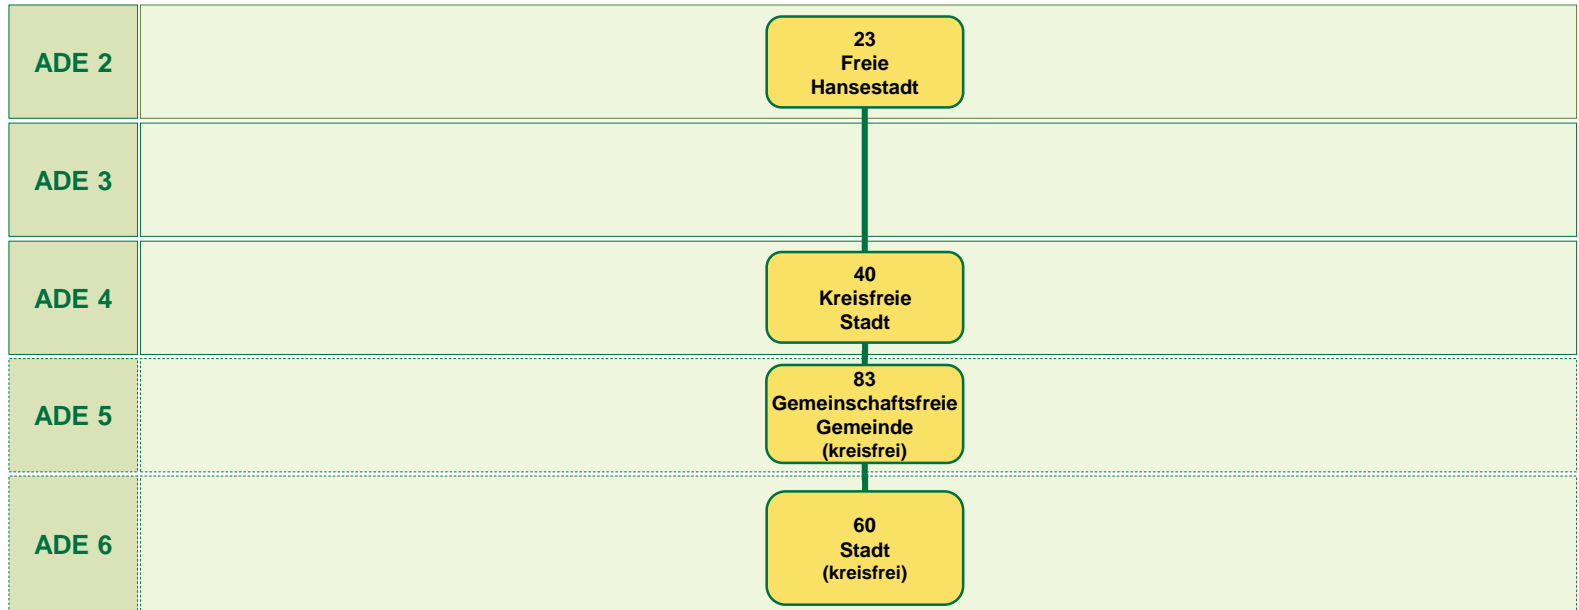 ADE 2
23
Freie
Hansestadt
ADE 3
ADE 4
40
Kreisfreie
Stadt
ADE 5
83
Gemeinschaftsfreie
Gemeinde
(kreisfrei)
ADE 6
60
Stadt
(kreisfrei)